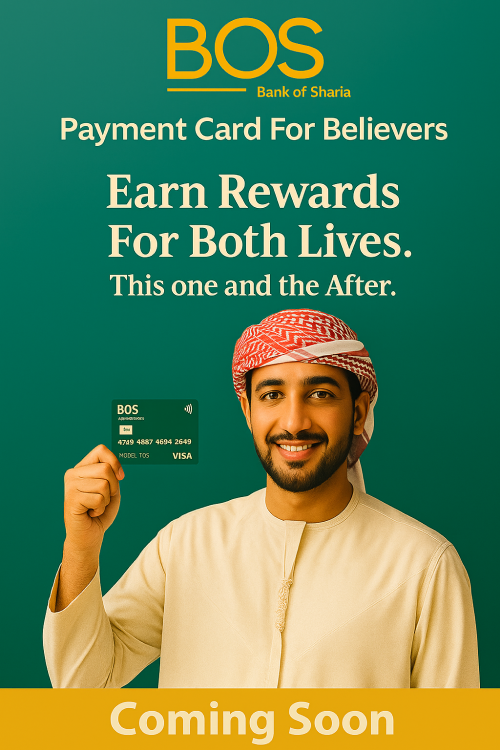 BOS
Bank of Sharia
Payment Card For Believers
Earn Rewards
For Both Lives.
This one and the After.
BOS
4749 4887 4694 2649
MODEL TOS VISA
Coming Soon